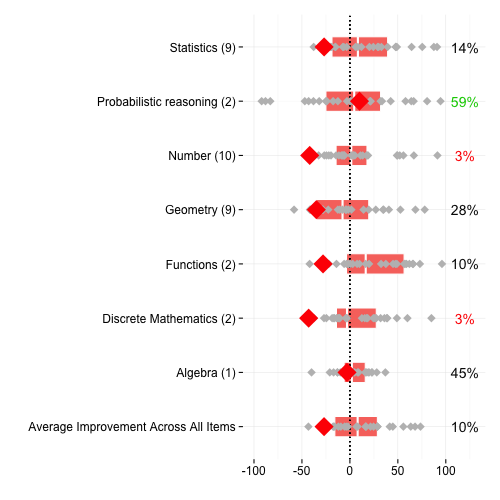 Statistics (9) 14%
Probabilistic reasoning (2) 59%
Number (10) 3%
Geometry (9) 28%
Functions (2) 10%
Discrete Mathematics (2) 3%
Algebra (1) 45%
Average Improvement Across All Items 10%
-100 -50 0 50 100